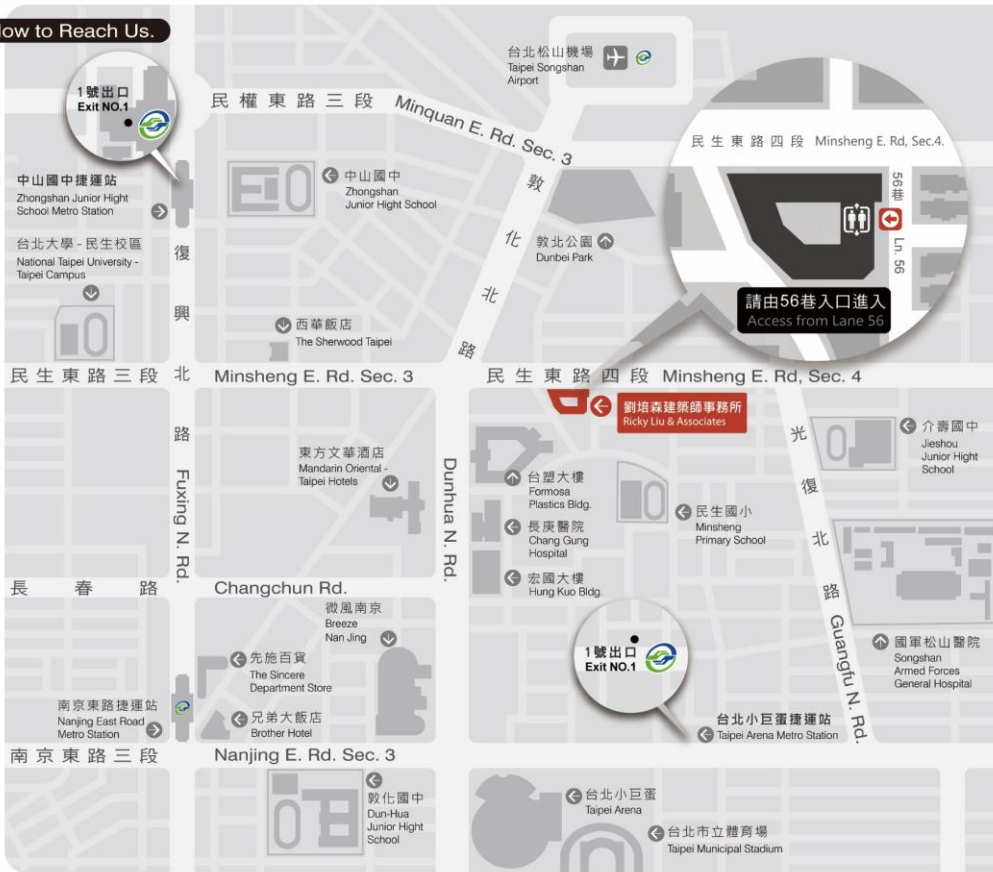 How to Reach Us.
1號出口
Exit NO.1
台北松山機場
Taipei Songshan
Airport
民權東路三段 Minquan E. Rd. Sec. 3
民生東路四段 Minsheng E. Rd, Sec.4.
56巷
Ln. 56
請由56巷入口進入
Access from Lane 56
中山國中捷運站
Zhongshan Junior Hight
School Metro Station
中山國中
Zhongshan
Junior Hight School
台北大學-民生校區
National Taipei University -
Taipei Campus
敦北公園
Dunbei Park
西華飯店
The Sherwood Taipei
復興北路 Fuxing N. Rd.
敦化北路 Dunhua N. Rd.
民生東路三段 Minsheng E. Rd. Sec. 3
民生東路四段 Minsheng E. Rd, Sec. 4
劉培森建築師事務所
Ricky Liu & Associates
東方文華酒店
Mandarin Oriental -
Taipei Hotels
台塑大樓
Formosa
Plastics Bldg.
長庚醫院
Chang Gung
Hospital
宏國大樓
Hung Kuo Bldg.
民生國小
Minsheng
Primary School
介壽國中
Jieshou
Junior Hight
School
光復北路 Guangfu N. Rd.
長春路 Changchun Rd.
微風南京
Breeze
Nan Jing
先施百貨
The Sincere
Department Store
兄弟大飯店
Brother Hotel
南京東路捷運站
Nanjing East Road
Metro Station
1號出口
Exit NO.1
國軍松山醫院
Songshan
Armed Forces
General Hospital
台北小巨蛋捷運站
Taipei Arena Metro Station
南京東路三段 Nanjing E. Rd. Sec. 3
敦化國中
Dun-Hua
Junior Hight
School
台北小巨蛋
Taipei Arena
台北市立體育場
Taipei Municipal Stadium